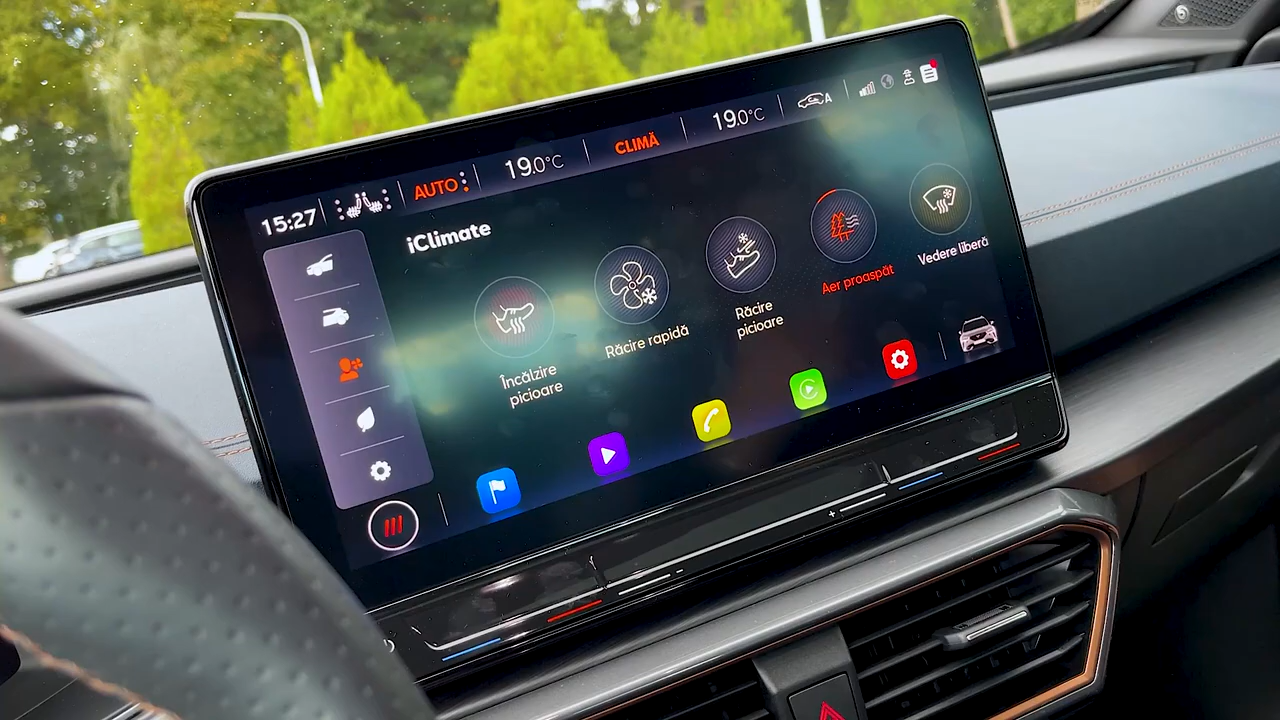 15:27
AUTO
19.0°C
CLIMĂ
19.0°C
A
iClimate
Încălzire
picioare
Răcire rapidă
Răcire
picioare
Aer proaspăt
Vedere liberă